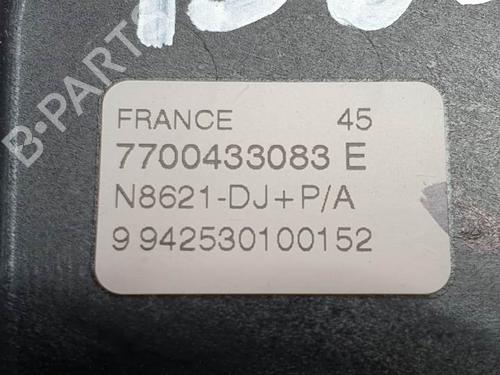 B-PARTS
FRANCE 45
7700433083 E
N8621-DJ+P/A
9 942530100152